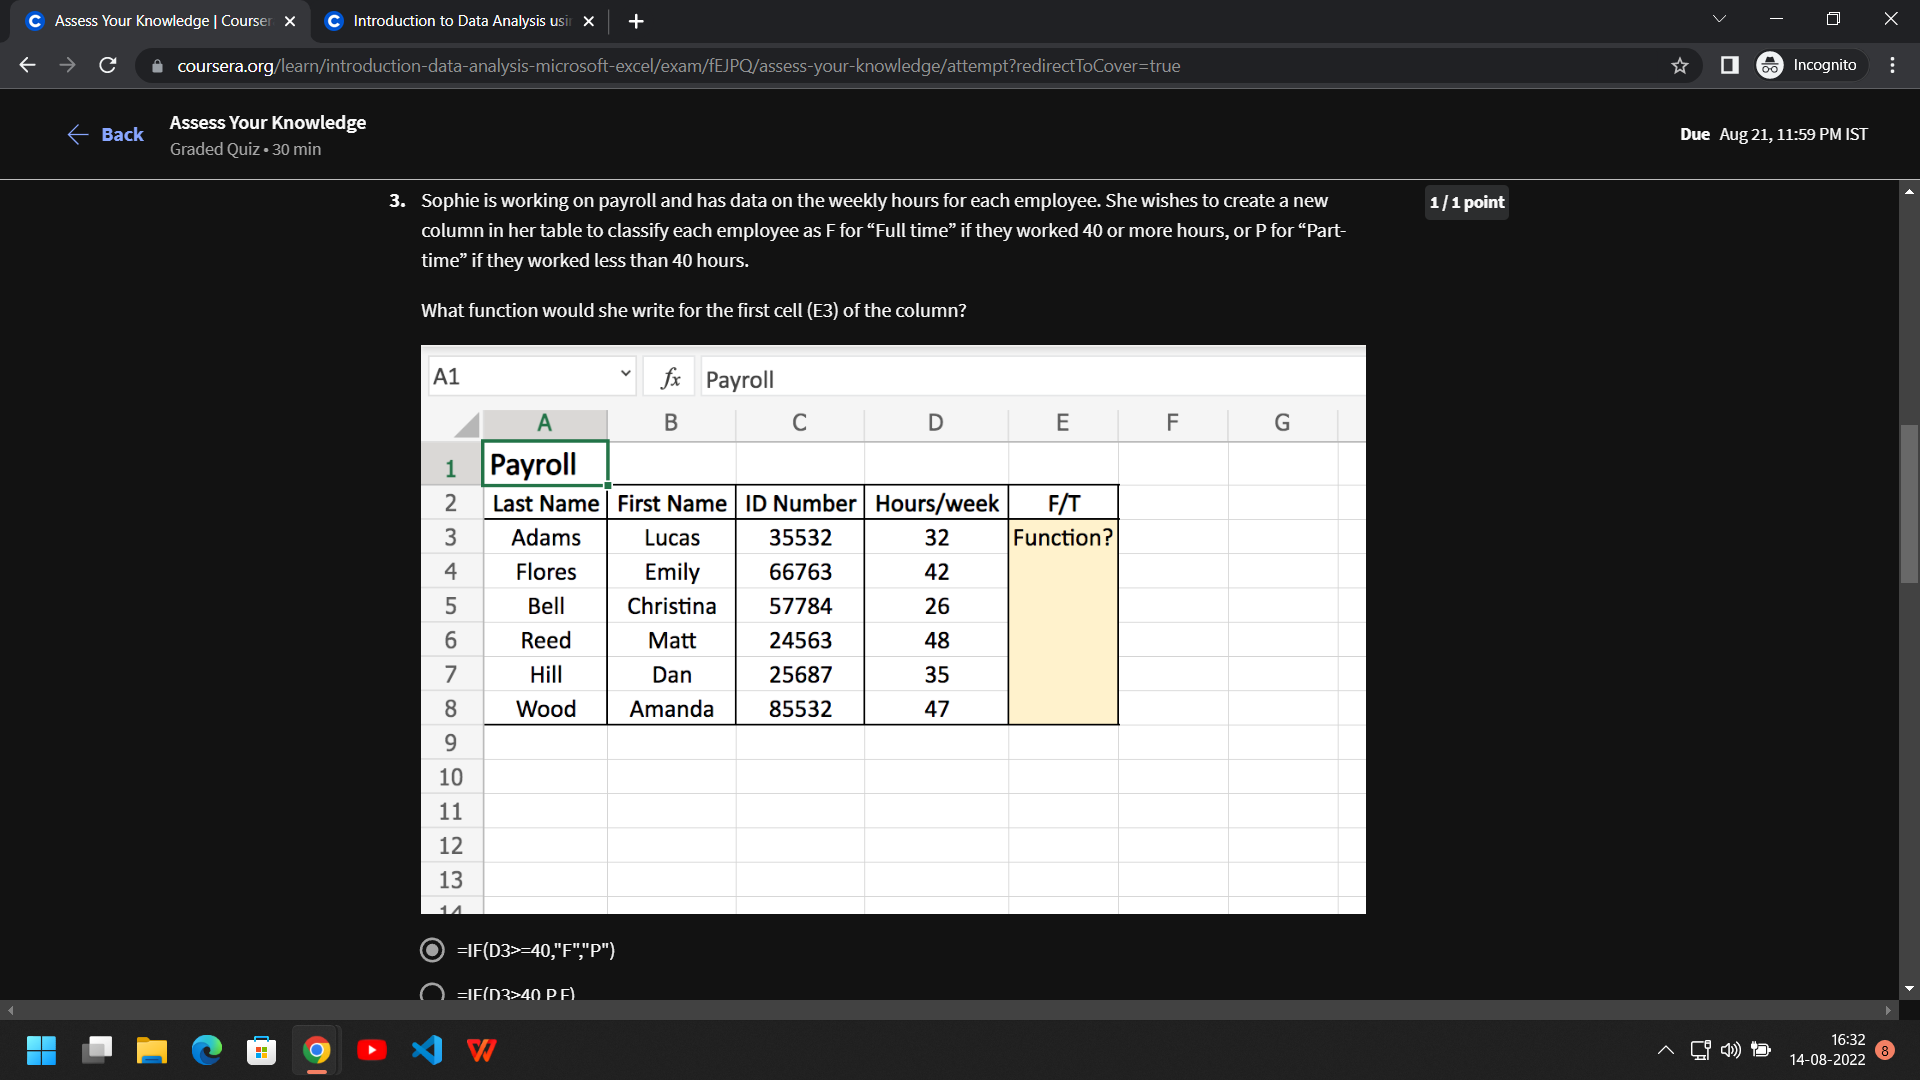 Assess Your Knowledge | Courser
Introduction to Data Analysis usin
coursera.org/learn/introduction-data-analysis-microsoft-excel/exam/fEJPQ/assess-your-knowledge/attempt?redirectToCover=true
Incognito
Back
Assess Your Knowledge
Graded Quiz • 30 min
Due Aug 21, 11:59 PM IST
3. Sophie is working on payroll and has data on the weekly hours for each employee. She wishes to create a new
column in her table to classify each employee as F for “Full time” if they worked 40 or more hours, or P for “Part-
time” if they worked less than 40 hours.
1 / 1 point
What function would she write for the first cell (E3) of the column?
A1 fx Payroll
A B C D E F G
1 Payroll
2 Last Name First Name ID Number Hours/week F/T
3 Adams Lucas 35532 32 Function?
4 Flores Emily 66763 42
5 Bell Christina 57784 26
6 Reed Matt 24563 48
7 Hill Dan 25687 35
8 Wood Amanda 85532 47
9
10
11
12
13
14
=IF(D3>=40,"F","P")
=IF(D3>40,P,F)
16:32
14-08-2022
8